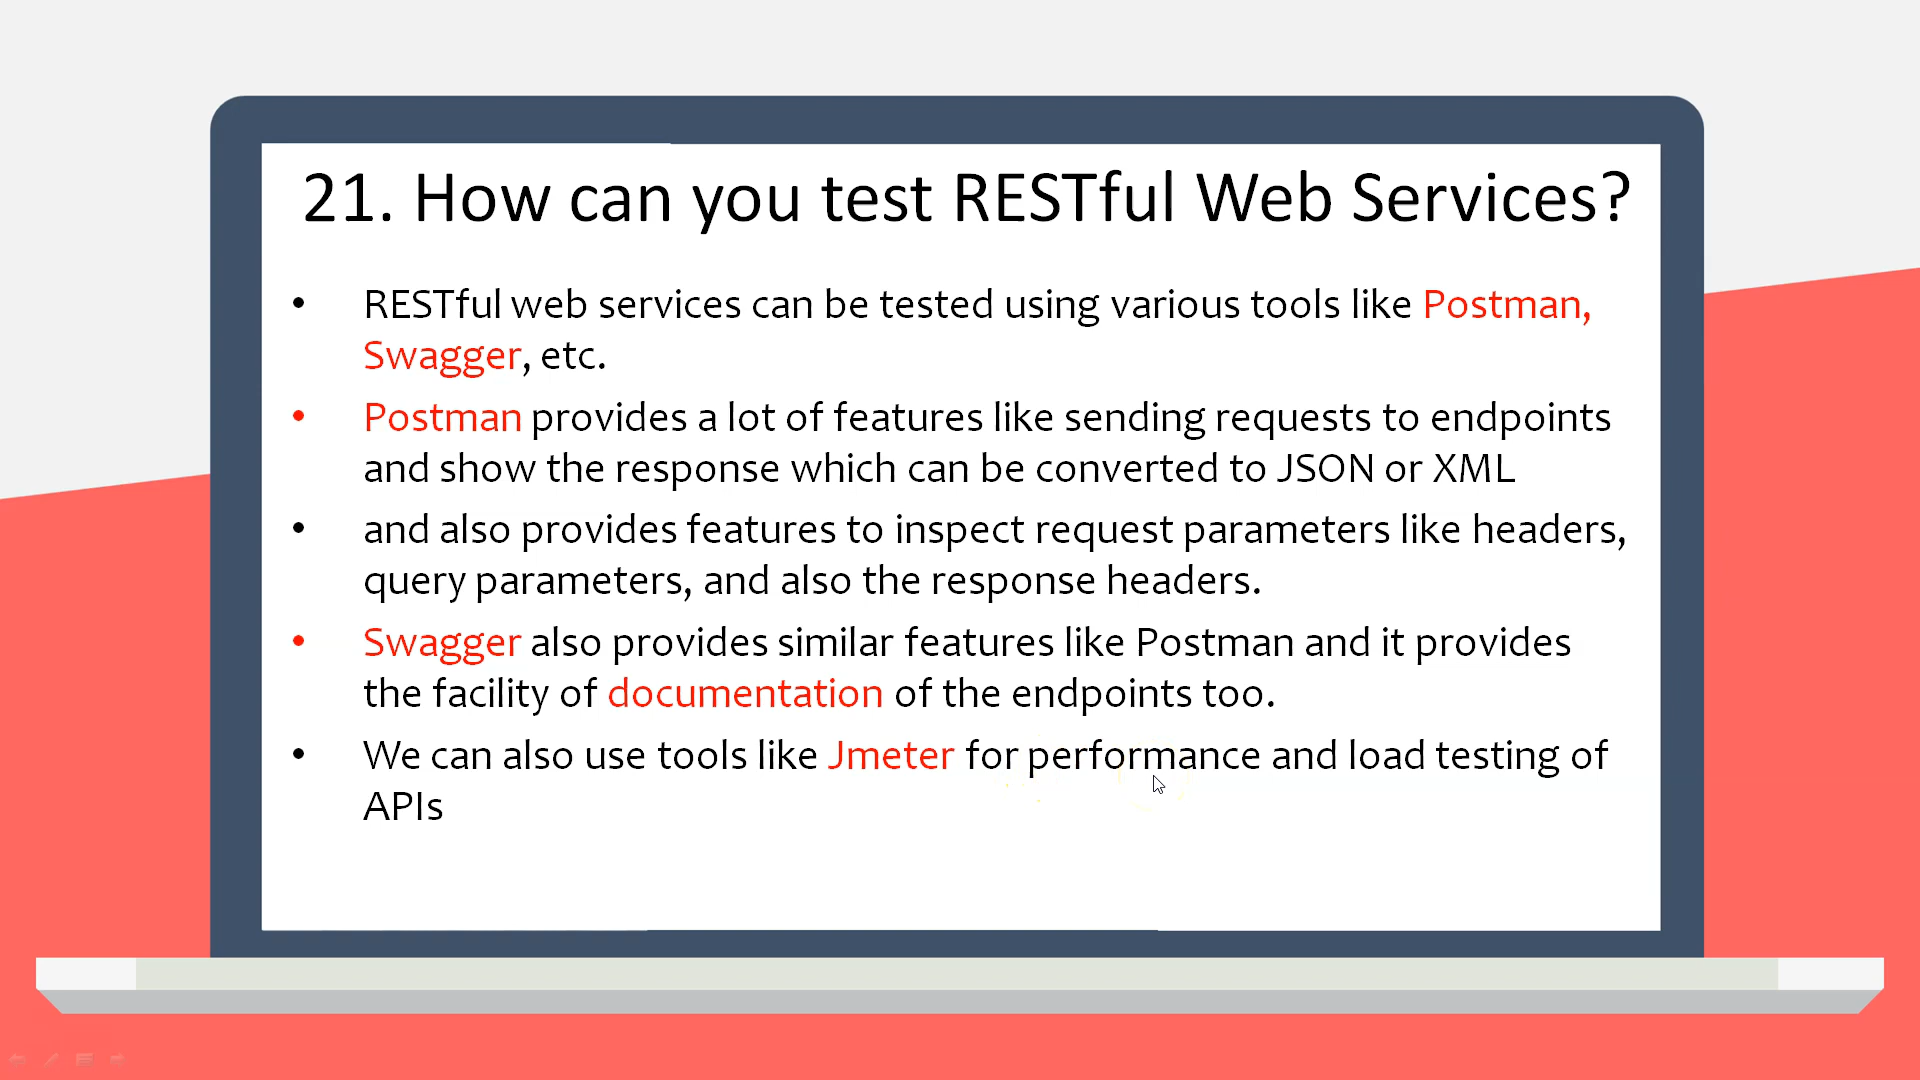 21. How can you test RESTful Web Services?
• RESTful web services can be tested using various tools like Postman,
Swagger, etc.
• Postman provides a lot of features like sending requests to endpoints
and show the response which can be converted to JSON or XML
• and also provides features to inspect request parameters like headers,
query parameters, and also the response headers.
• Swagger also provides similar features like Postman and it provides
the facility of documentation of the endpoints too.
• We can also use tools like Jmeter for performance and load testing of
APIs